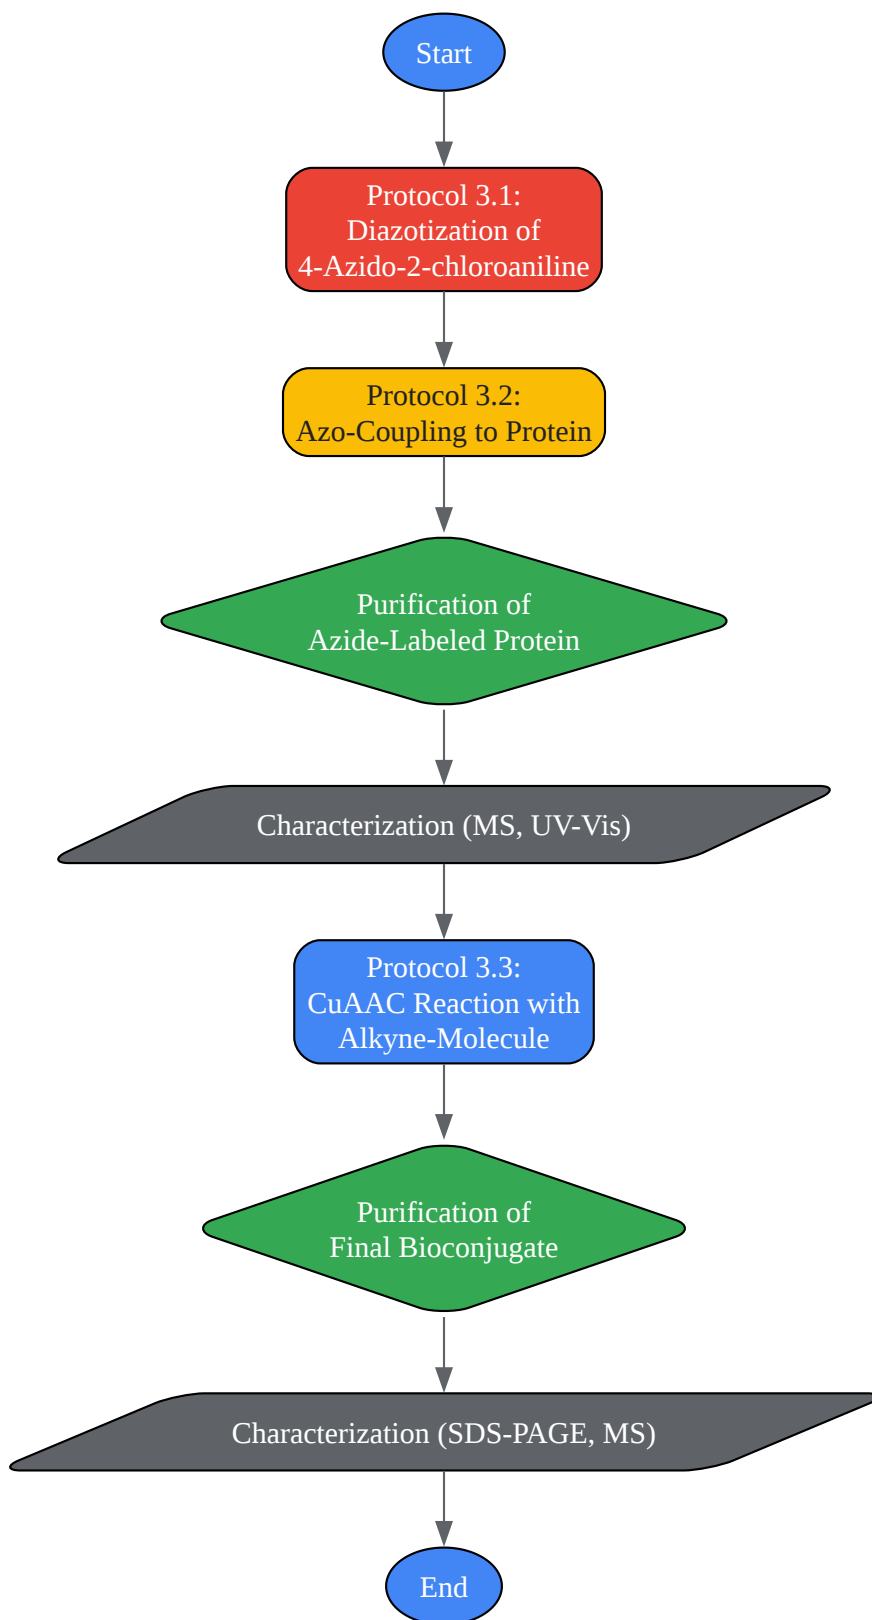 Start
Protocol 3.1:
Diazotization of
4-Azido-2-chloroaniline
Protocol 3.2:
Azo-Coupling to Protein
Purification of
Azide-Labeled Protein
Characterization (MS, UV-Vis)
Protocol 3.3:
CuAAC Reaction with
Alkyne-Molecule
Purification of
Final Bioconjugate
Characterization (SDS-PAGE, MS)
End